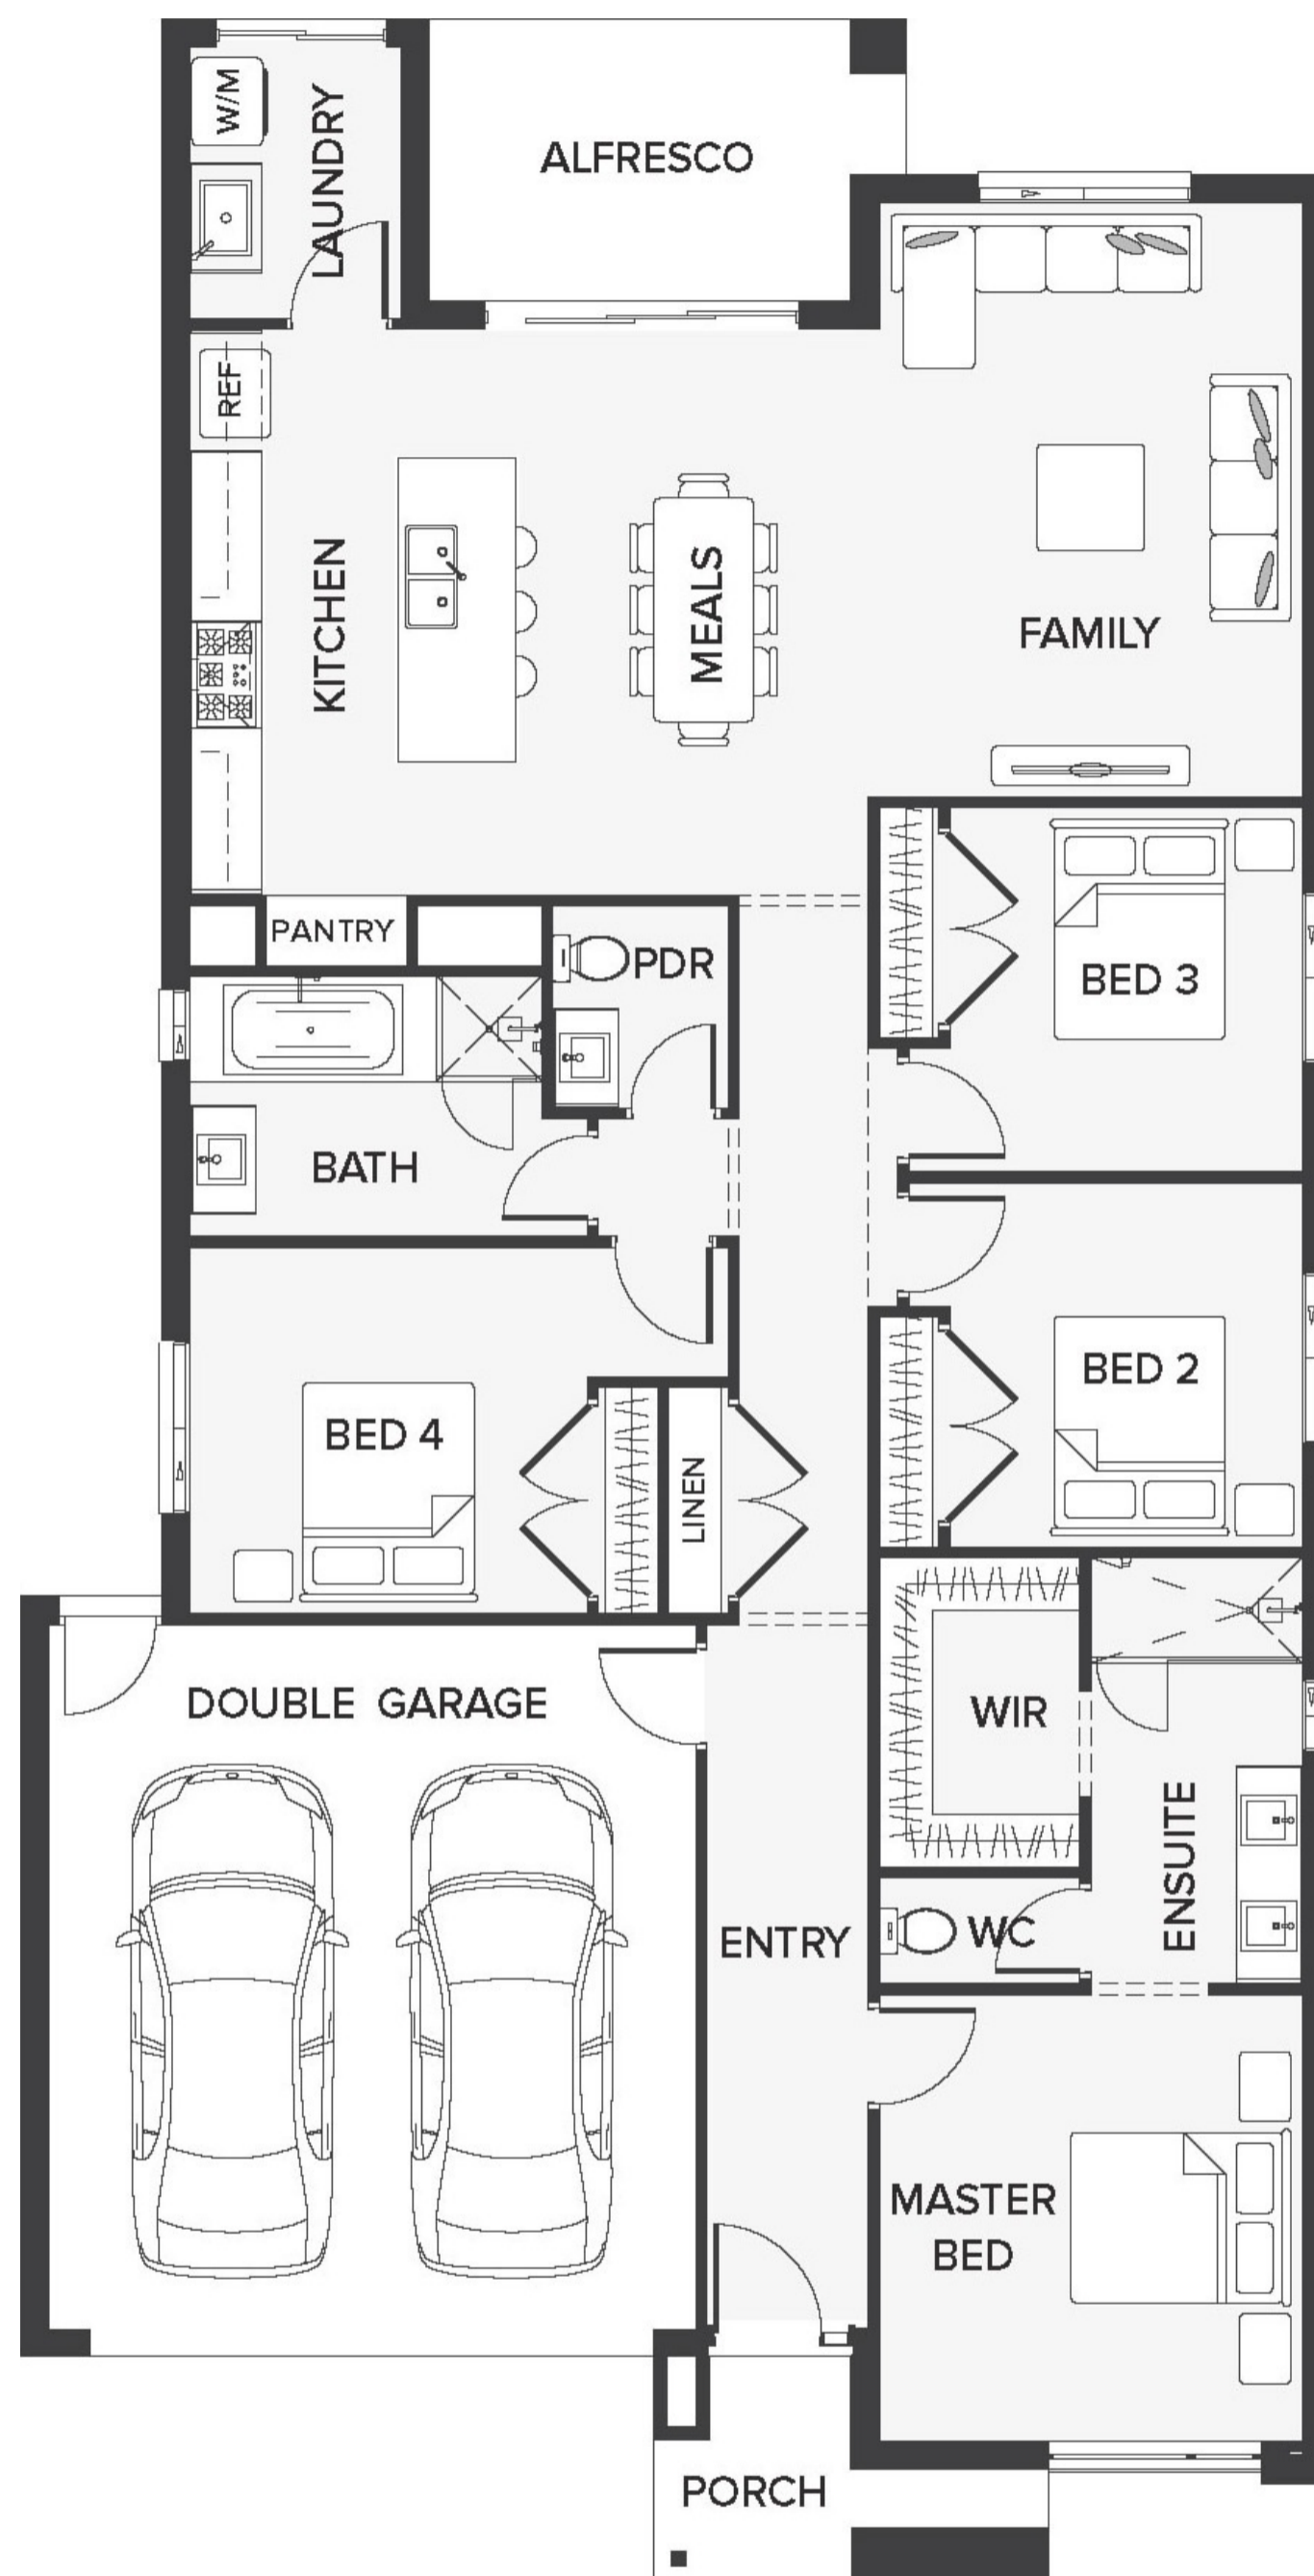 W/M
LAUNDRY
ALFRESCO
REF
KITCHEN
MEALS
FAMILY
PANTRY
PDR
BED 3
BATH
BED 2
BED 4
LINEN
DOUBLE GARAGE
WIR
ENSUITE
ENTRY
WC
MASTER
BED
PORCH